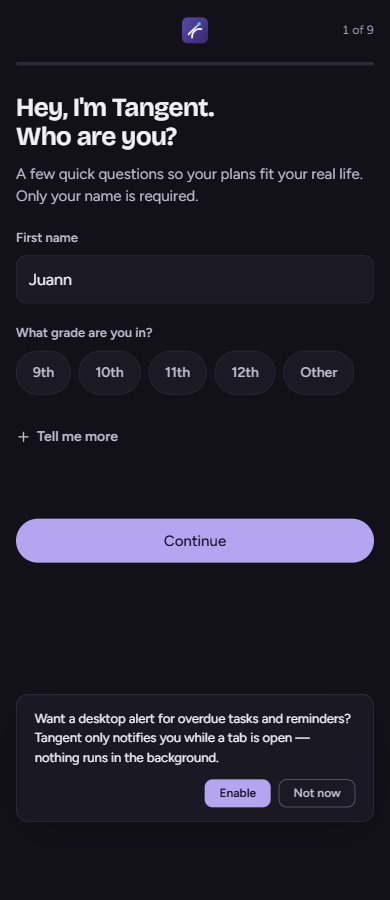 1 of 9
Hey, I'm Tangent.
Who are you?
A few quick questions so your plans fit your real life.
Only your name is required.
First name
Juann
What grade are you in?
9th 10th 11th 12th Other
+ Tell me more
Continue
Want a desktop alert for overdue tasks and reminders?
Tangent only notifies you while a tab is open —
nothing runs in the background.
Enable Not now